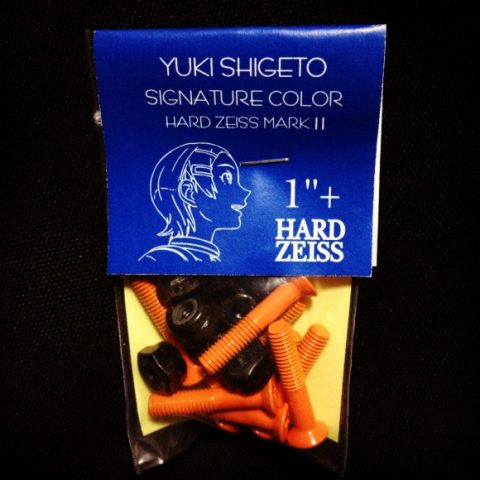 YUKI SHIGETO
SIGNATURE COLOR
HARD ZEISS MARK II
1"+
HARD
ZEISS